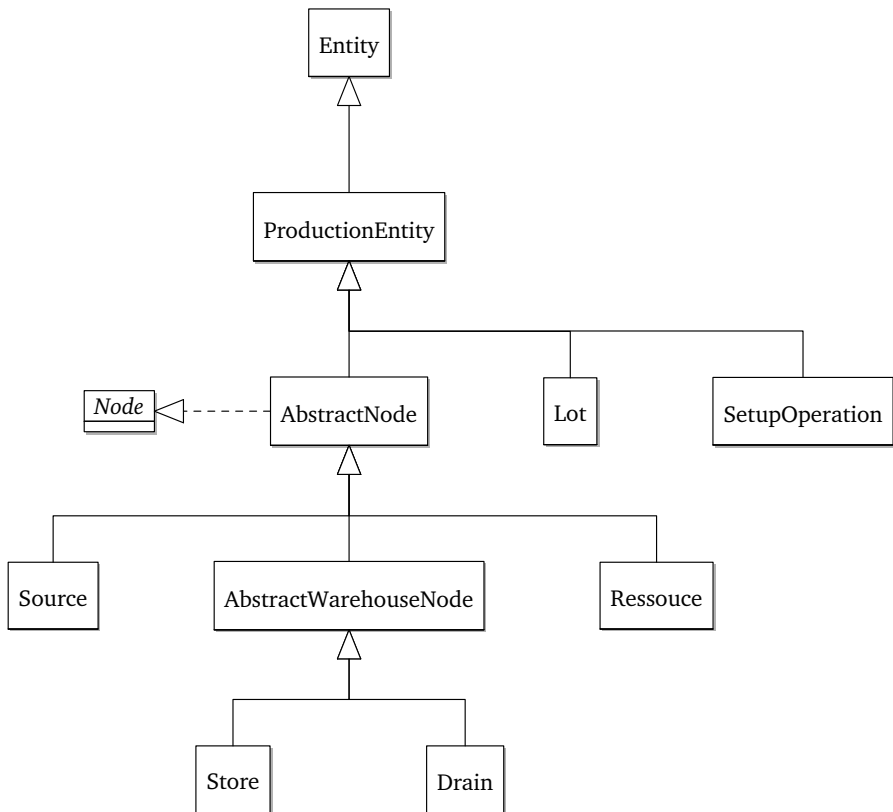 Entity
ProductionEntity
Node
AbstractNode
Lot
SetupOperation
Source
AbstractWarehouseNode
Ressouce
Store
Drain